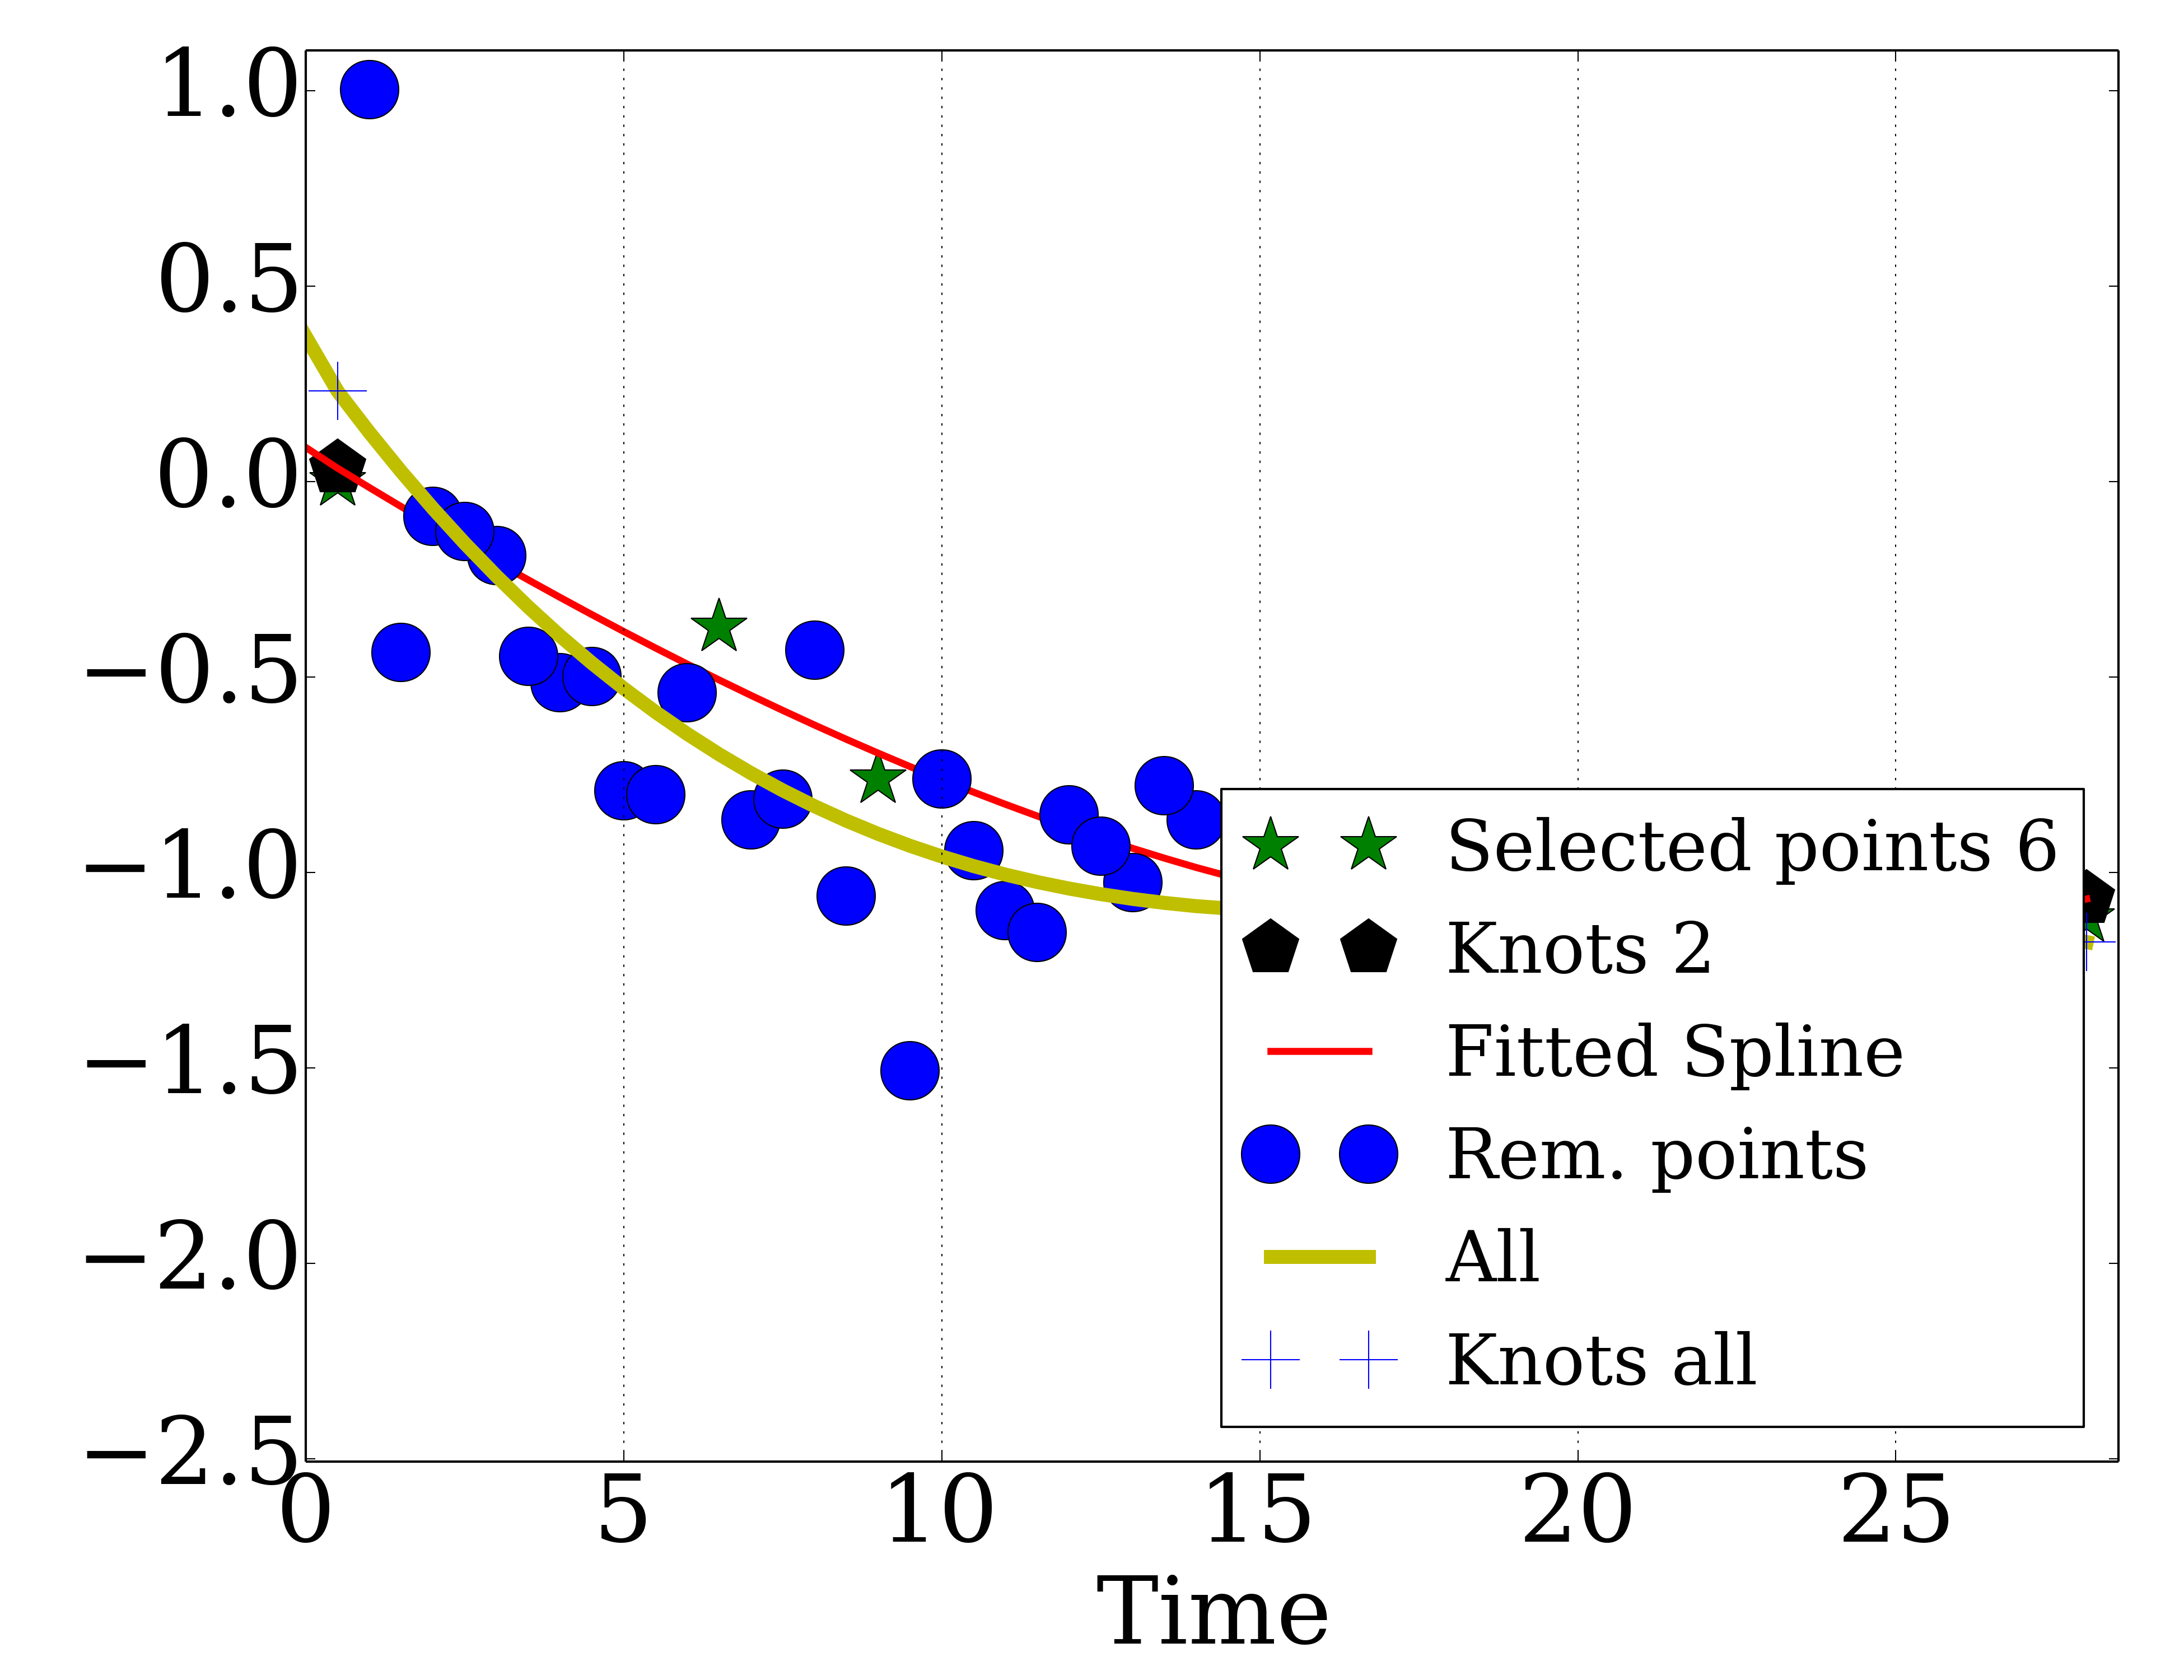 1.0
0.5
0.0
−0.5
−1.0
−1.5
−2.0
−2.5
0 5 10 15 20 25
Time
Selected points 6
Knots 2
Fitted Spline
Rem. points
All
Knots all